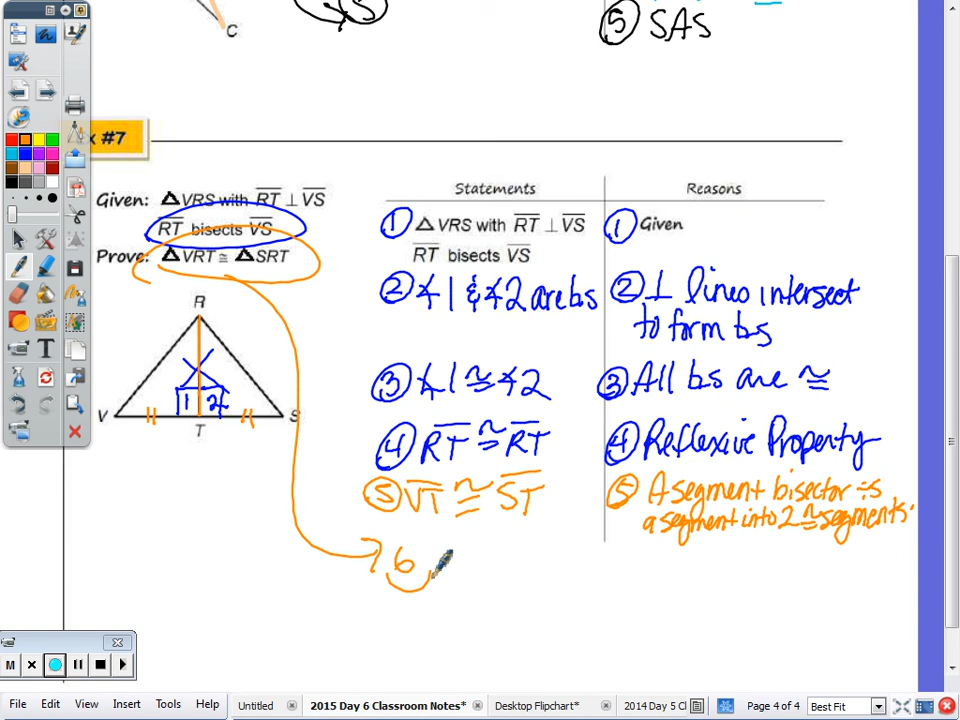 C
⑤ SAS
x #7
Given: △VRS with RT ⊥ VS
RT bisects VS
Prove: △VRT ≅ △SRT
R
1 2
V S
T
Statements Reasons
① △VRS with RT ⊥ VS ① Given
RT bisects VS
② ∡1 & ∡2 are ⊾s ② ⊥ lines intersect
to form ⊾s
③ ∡1 ≅ ∡2 ③ All ⊾s are ≅
④ RT ≅ RT ④ Reflexive Property
⑤ VT ≅ ST ⑤ A segment bisector ÷s
a segment into 2 ≅ segments.
6
M
File Edit View Insert Tools Help
Untitled 2015 Day 6 Classroom Notes* Desktop Flipchart* 2014 Day 5 Cl
Page 4 of 4 Best Fit